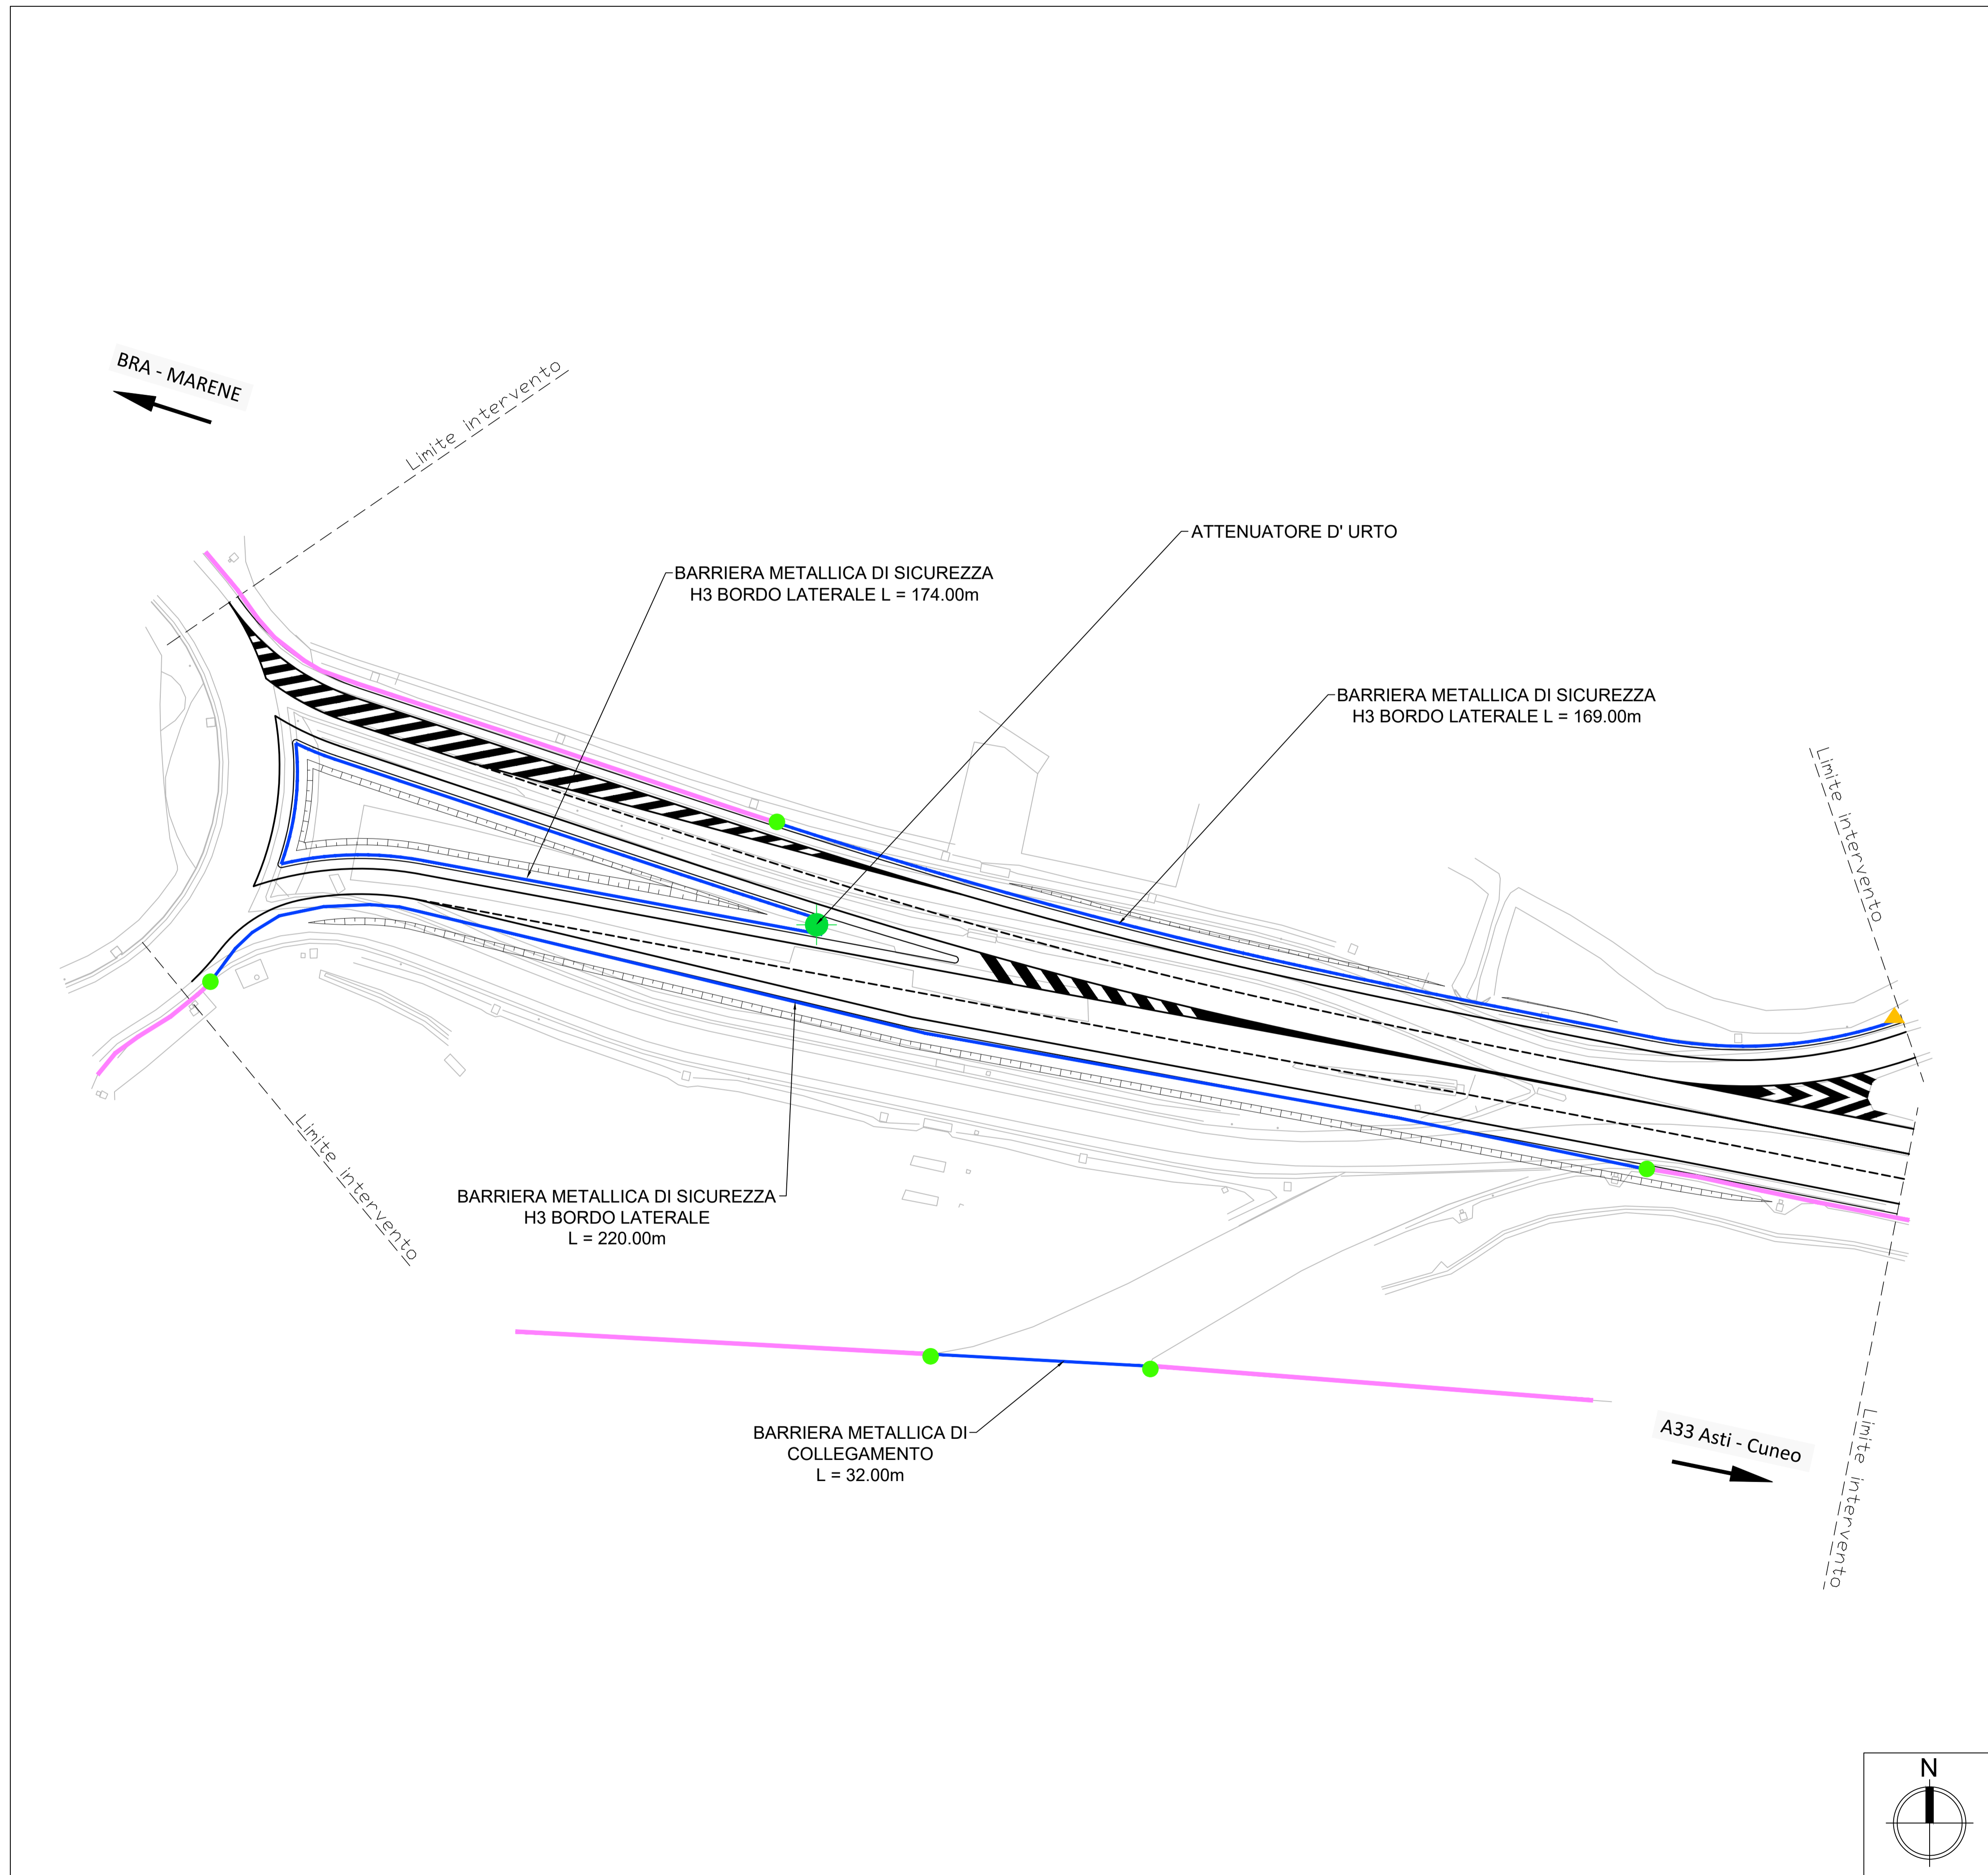 BRA - MARENE
Limite intervento
ATTENUATORE D' URTO
BARRIERA METALLICA DI SICUREZZA
H3 BORDO LATERALE L = 174.00m
BARRIERA METALLICA DI SICUREZZA
H3 BORDO LATERALE L = 169.00m
Limite intervento
Limite intervento
BARRIERA METALLICA DI SICUREZZA
H3 BORDO LATERALE
L = 220.00m
BARRIERA METALLICA DI
COLLEGAMENTO
L = 32.00m
A33 Asti - Cuneo
Limite intervento
N